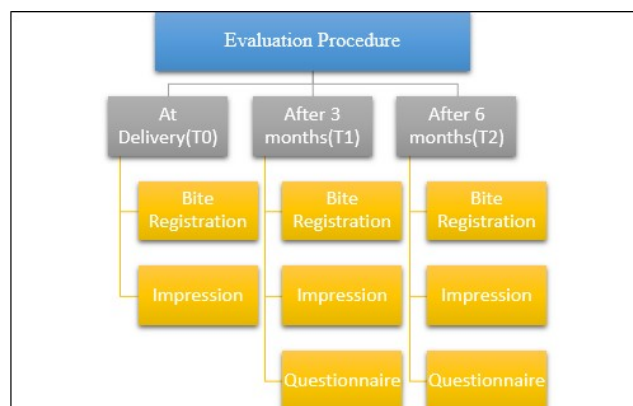 Evaluation Procedure
At
Delivery(T0)
After 3
months(T1)
After 6
months(T2)
Bite
Registration
Bite
Registration
Bite
Registration
Impression
Impression
Impression
Questionnaire
Questionnaire